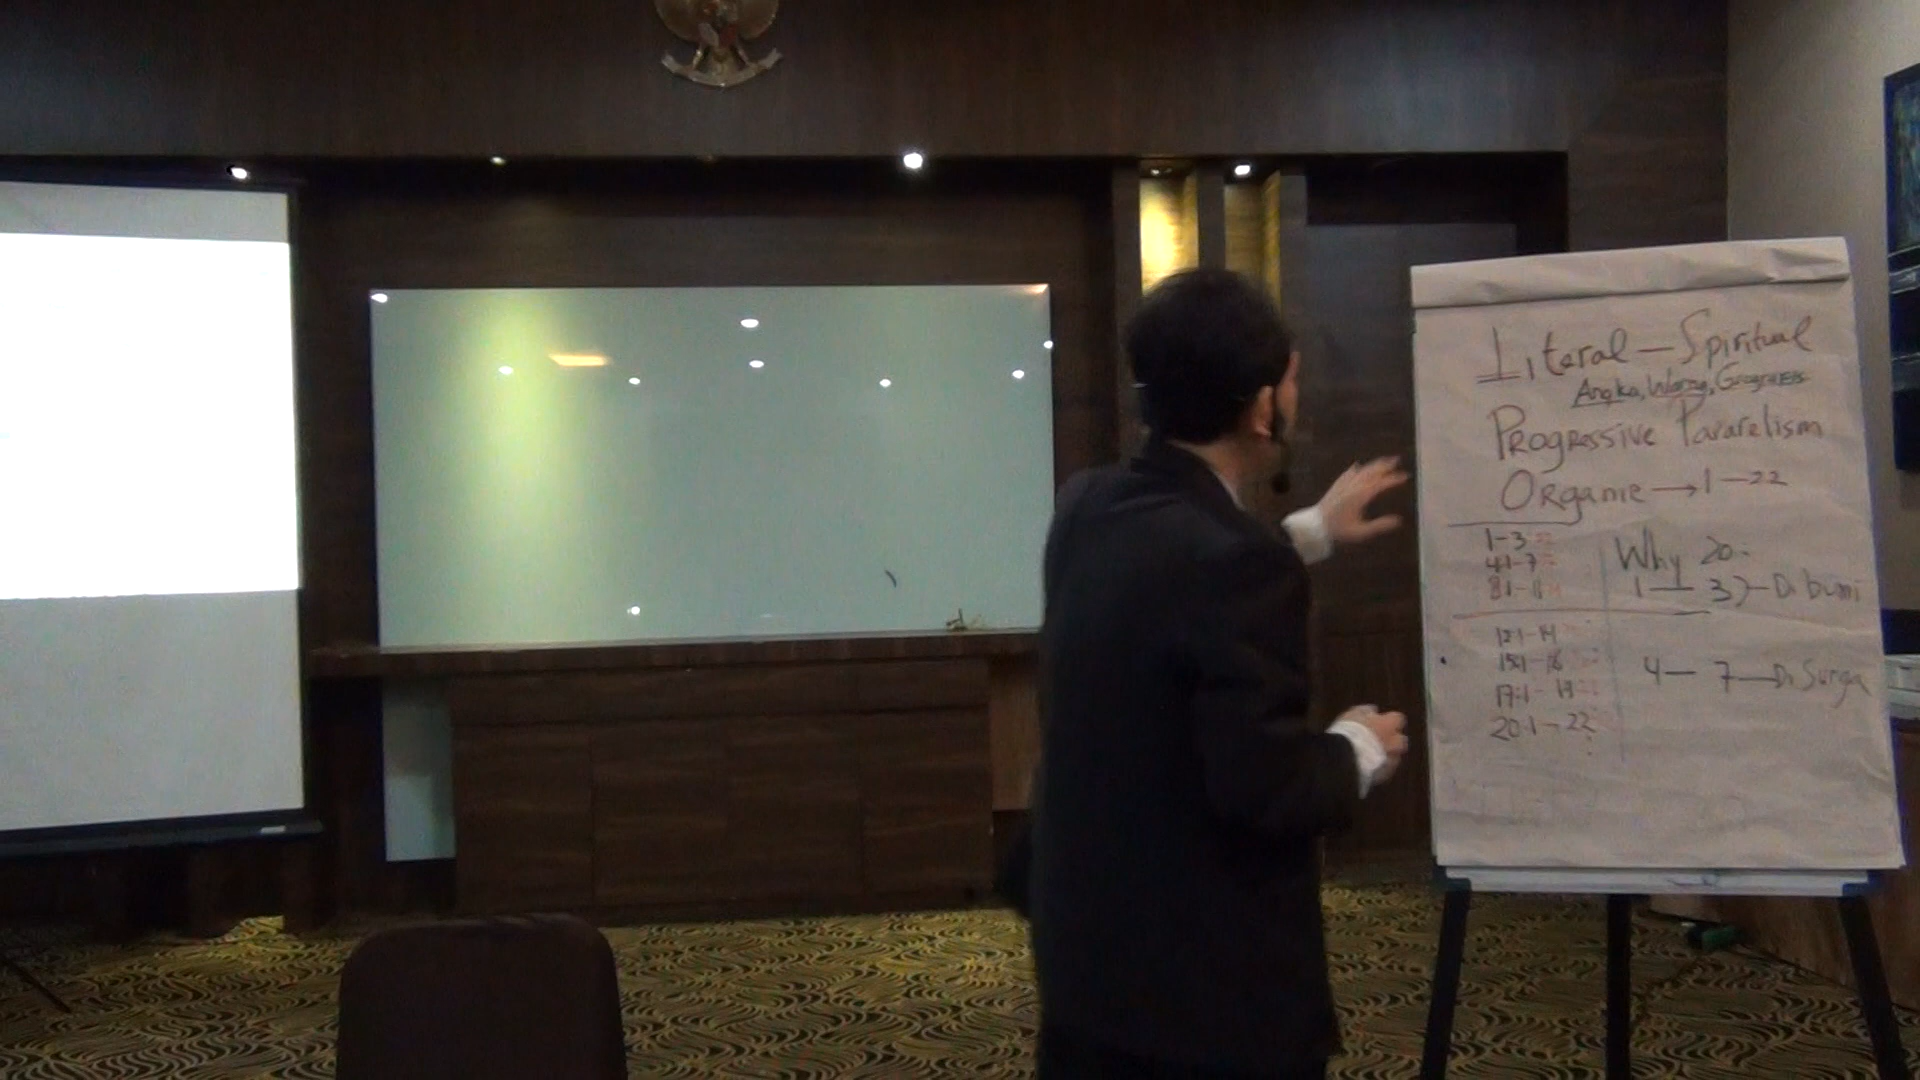 Literal – Spiritual
Angka, Warna,
Progressive Pararelism
Organic → 1 – 22
1 – 3
4:1 – 7
8:1 – 11
Why 20:
1 – 3) – Di bumi
12:1 – 14
15:1 – 16
17:1 – 19
20:1 – 22
4 – 7 – Di Surga